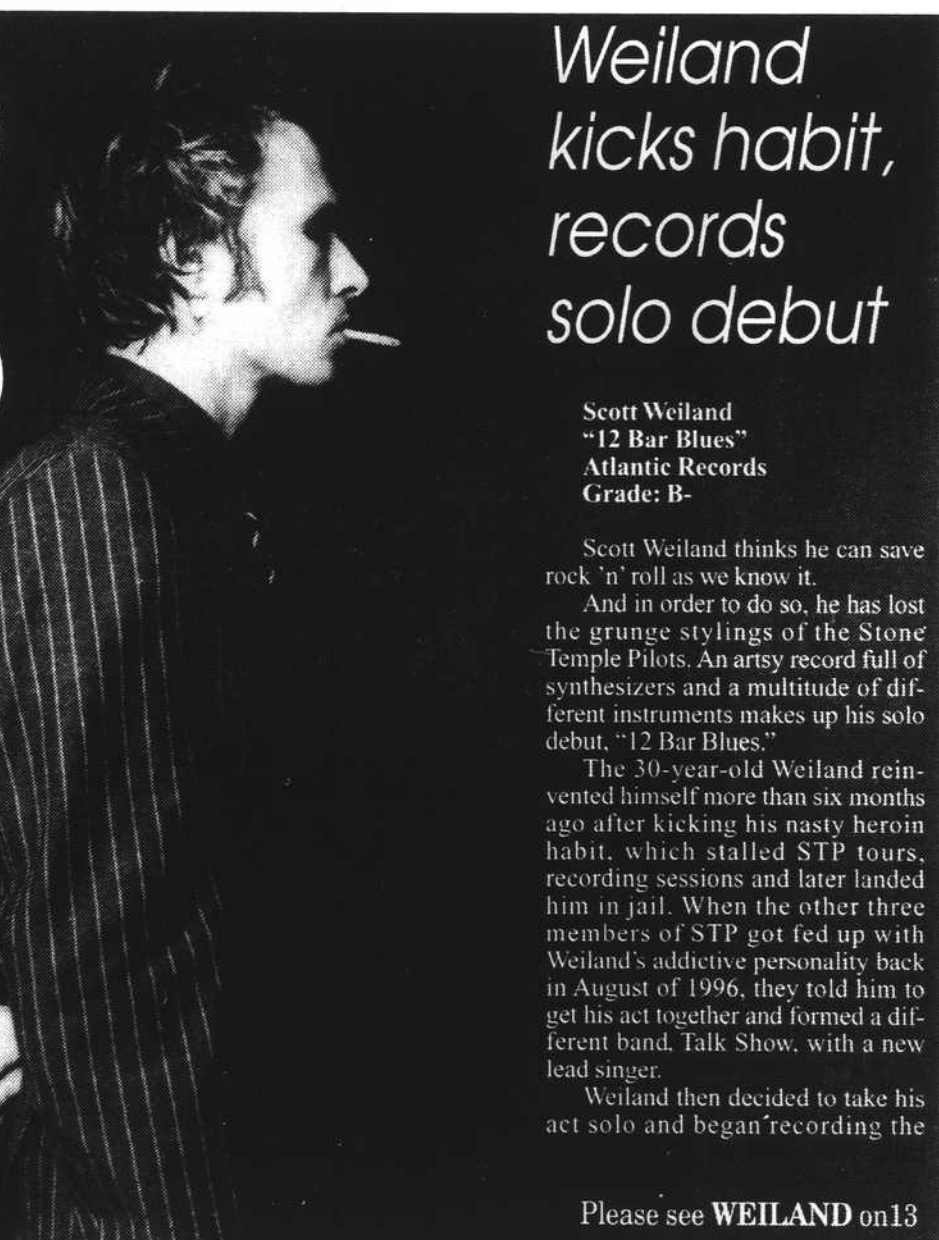 Weiland
kicks habit,
records
solo debut
Scott Weiland
“12 Bar Blues”
Atlantic Records
Grade: B-
Scott Weiland thinks he can save
rock ’n’ roll as we know it.
And in order to do so, he has lost
the grunge stylings of the Stone
Temple Pilots. An artsy record full of
synthesizers and a multitude of dif-
ferent instruments makes up his solo
debut, “12 Bar Blues.”
The 30-year-old Weiland rein-
vented himself more than six months
ago after kicking his nasty heroin
habit, which stalled STP tours,
recording sessions and later landed
him in jail. When the other three
members of STP got fed up with
Weiland’s addictive personality back
in August of 1996, they told him to
get his act together and formed a dif-
ferent band, Talk Show, with a new
lead singer.
Weiland then decided to take his
act solo and began recording the
Please see WEILAND on13